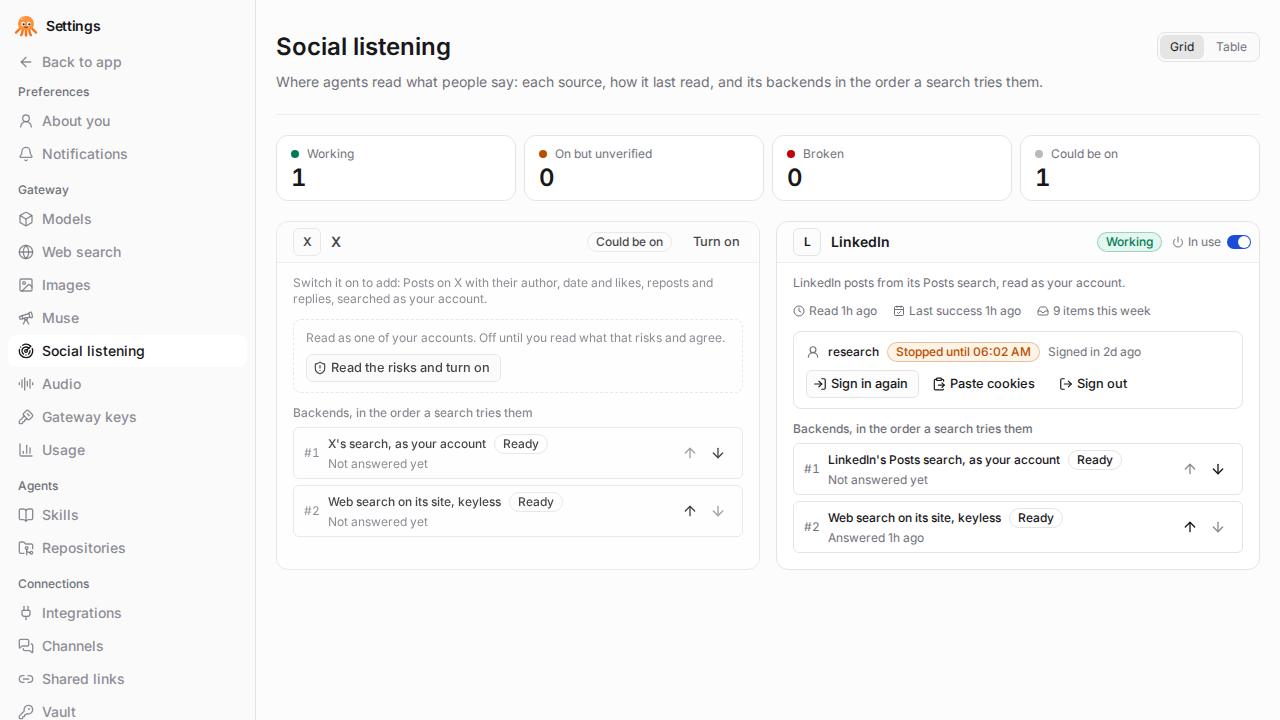 Settings
Back to app
Preferences
About you
Notifications
Gateway
Models
Web search
Images
Muse
Social listening
Audio
Gateway keys
Usage
Agents
Skills
Repositories
Connections
Integrations
Channels
Shared links
Vault
Social listening
Grid
Table
Where agents read what people say: each source, how it last read, and its backends in the order a search tries them.
Working
1
On but unverified
0
Broken
0
Could be on
1
X
X
Could be on
Turn on
Switch it on to add: Posts on X with their author, date and likes, reposts and
replies, searched as your account.
Read as one of your accounts. Off until you read what that risks and agree.
Read the risks and turn on
Backends, in the order a search tries them
#1
X's search, as your account
Ready
Not answered yet
#2
Web search on its site, keyless
Ready
Not answered yet
L
LinkedIn
Working
In use
LinkedIn posts from its Posts search, read as your account.
Read 1h ago
Last success 1h ago
9 items this week
research
Stopped until 06:02 AM
Signed in 2d ago
Sign in again
Paste cookies
Sign out
Backends, in the order a search tries them
#1
LinkedIn's Posts search, as your account
Ready
Not answered yet
#2
Web search on its site, keyless
Ready
Answered 1h ago